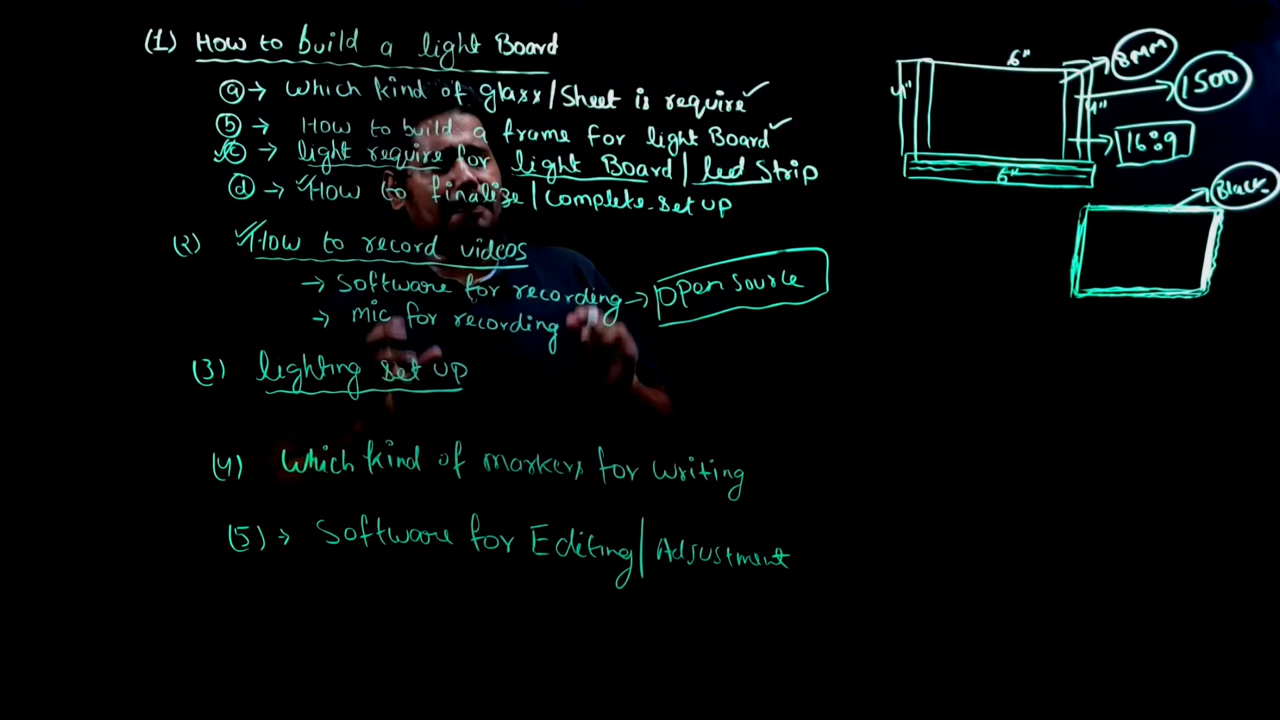 (1) How to build a light Board
(a) → which kind of glass/Sheet is require ✓
(b) → How to build a frame for light Board ✓
(c) → light require for light Board / led Strip
(d) → How to finalize / Complete set up
(2) How to record videos
→ Software for recording → Open Source
→ Mic for recording
(3) lighting set up
(4) Which kind of markers for writing
(5) → Software for Editing / Adjustment
6"
8MM
4"
4"
1500
16:9
6"
Black